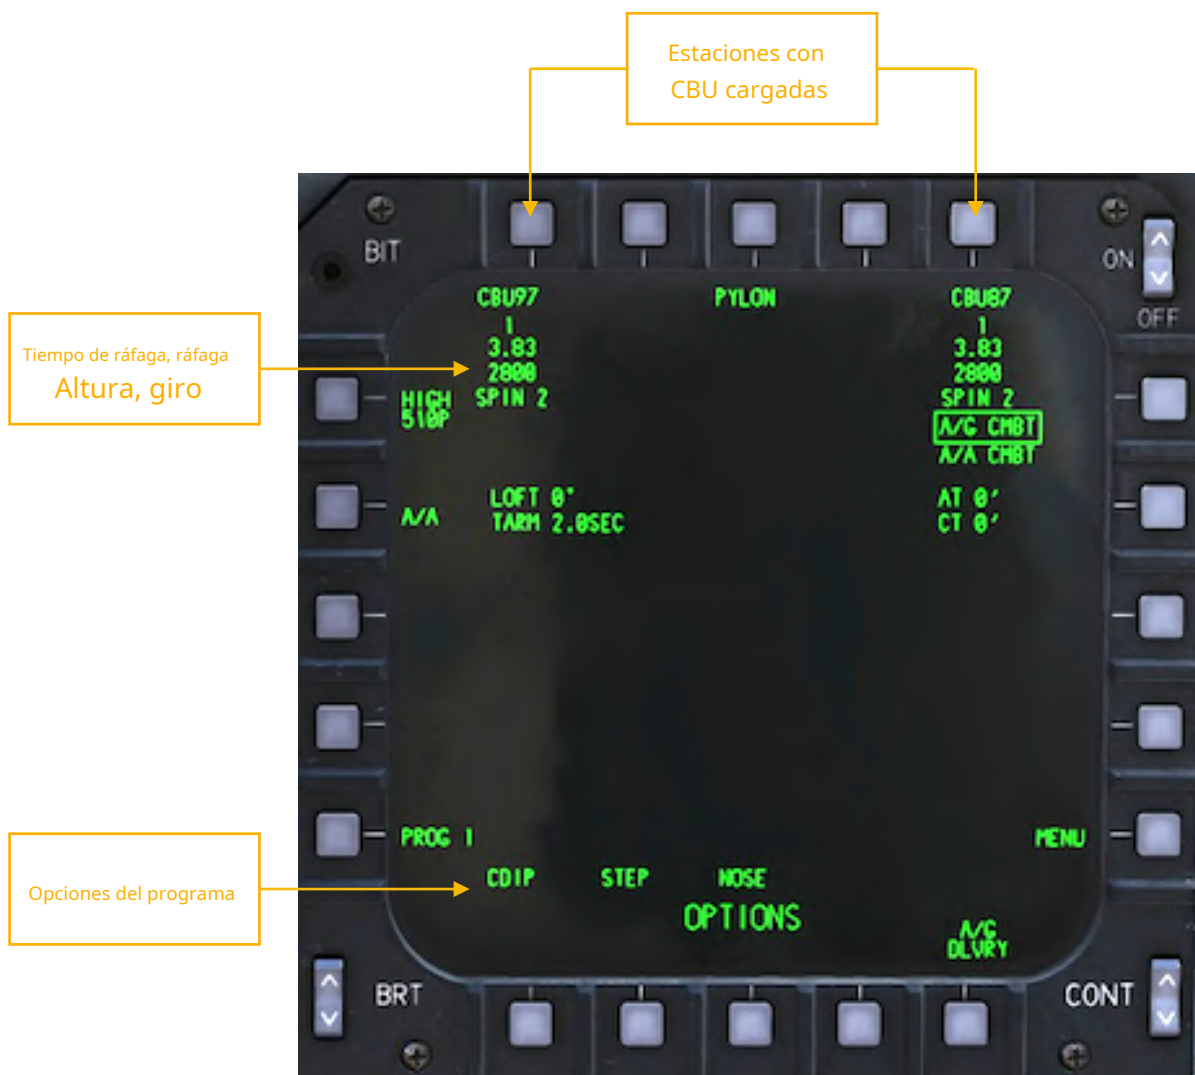 Estaciones con
CBU cargadas
BIT
ON
OFF
CBU97 PYLON CBU87
1 1
3.83 3.83
2800 2800
Tiempo de ráfaga, ráfaga
Altura, giro
HIGH SPIN 2 SPIN 2
510P
A/G CMBT
A/A CMBT
A/A
LOFT 0° AT 0′
TARM 2.0SEC CT 0′
PROG 1 MENU
Opciones del programa
CDIP STEP NOSE
OPTIONS
A/G
DLVRY
BRT CONT